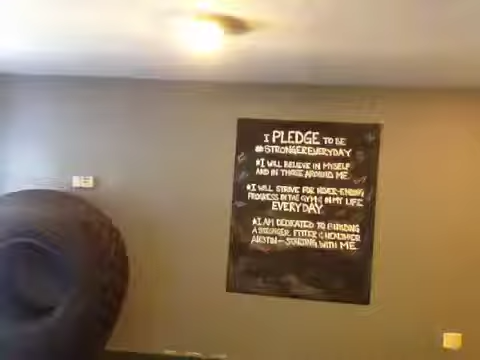 I PLEDGE TO BE
#STRONGEREVERYDAY
#I WILL BELIEVE IN MYSELF
AND IN THOSE AROUND ME.
#I WILL STRIVE FOR NEVER-ENDING
PROGRESS IN THE GYM & IN MY LIFE
EVERYDAY.
#I AM DEDICATED TO BUILDING
A STRONGER, FITTER & HEALTHIER
AUSTIN - STARTING WITH ME.